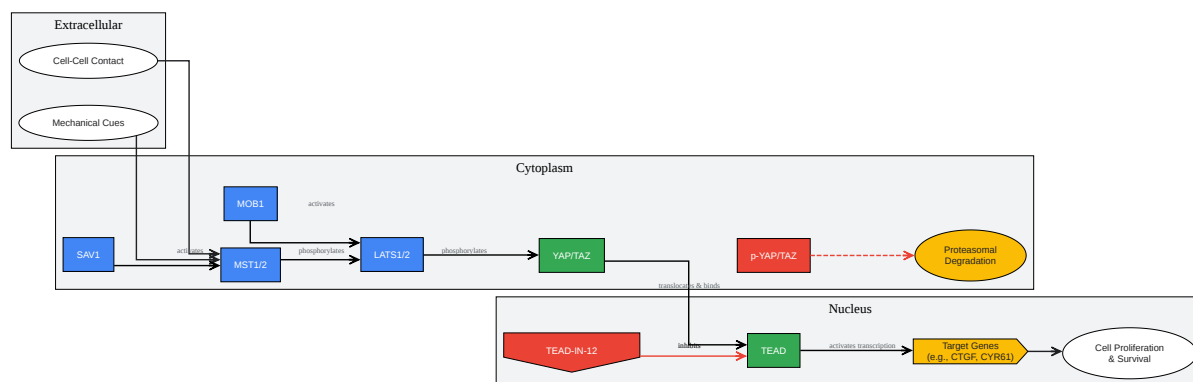 Extracellular
Cell-Cell Contact
Mechanical Cues
Cytoplasm
MOB1
activates
SAV1
activates
MST1/2
phosphorylates
LATS1/2
phosphorylates
YAP/TAZ
p-YAP/TAZ
Proteasomal
Degradation
translocates & binds
Nucleus
TEAD-IN-12
inhibits
TEAD
activates transcription
Target Genes
(e.g., CTGF, CYR61)
Cell Proliferation
& Survival